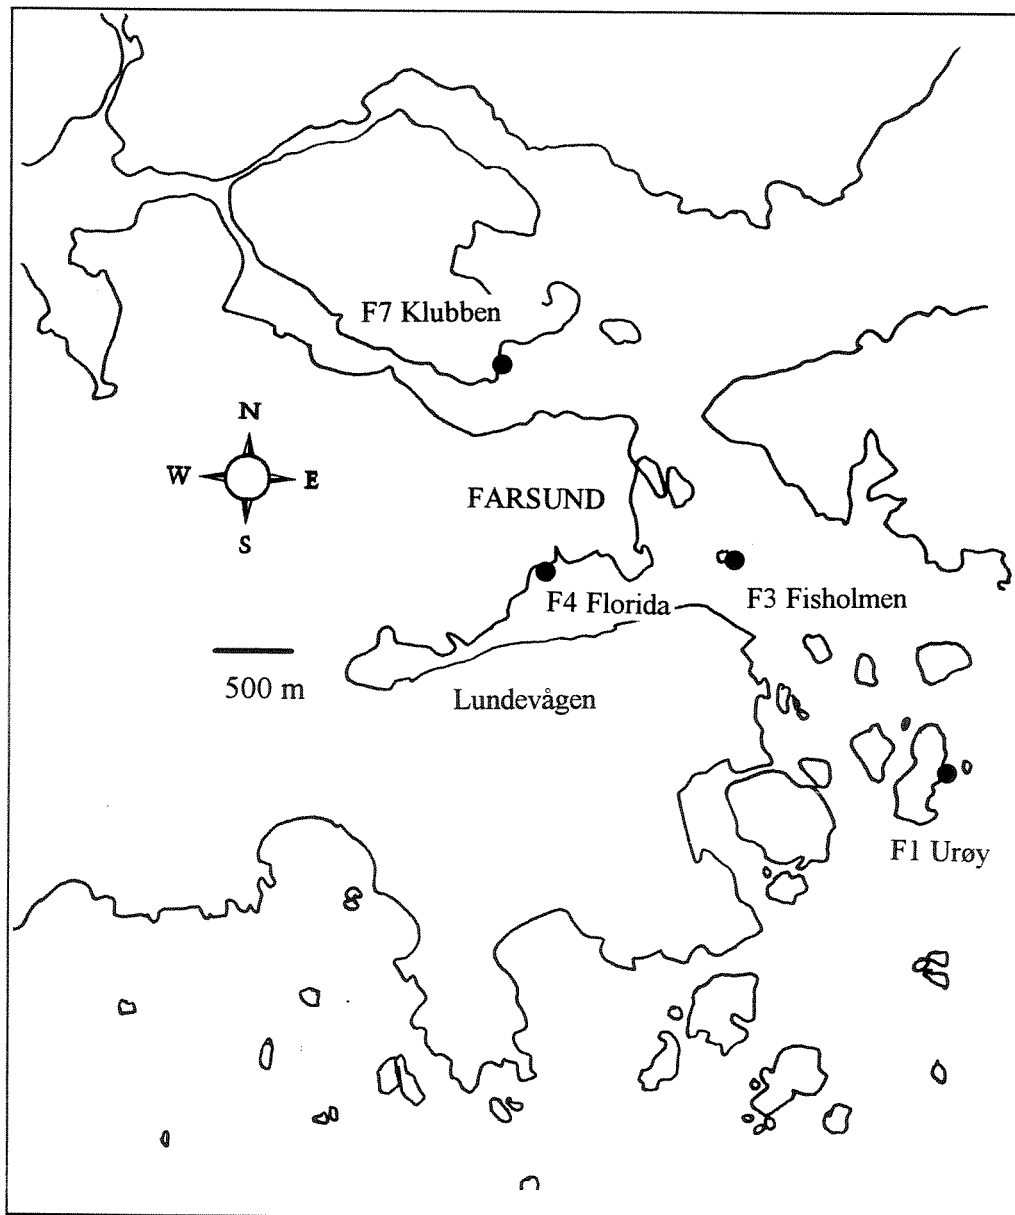 F7 Klubben
N
W
E
S
FARSUND
F4 Florida
F3 Fisholmen
500 m
Lundevågen
F1 Urøy